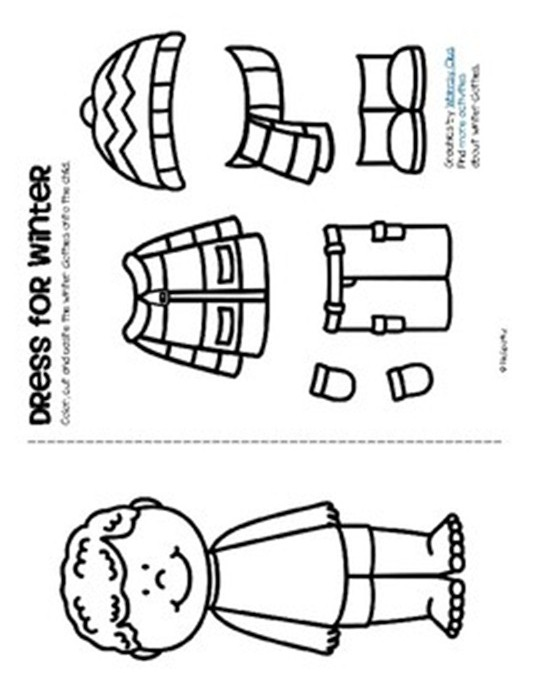 DRESS FOR WINTER
Color, cut and paste the winter clothes onto the child.
Graphics by Whimsy Clips
Find more activities
about winter clothes.